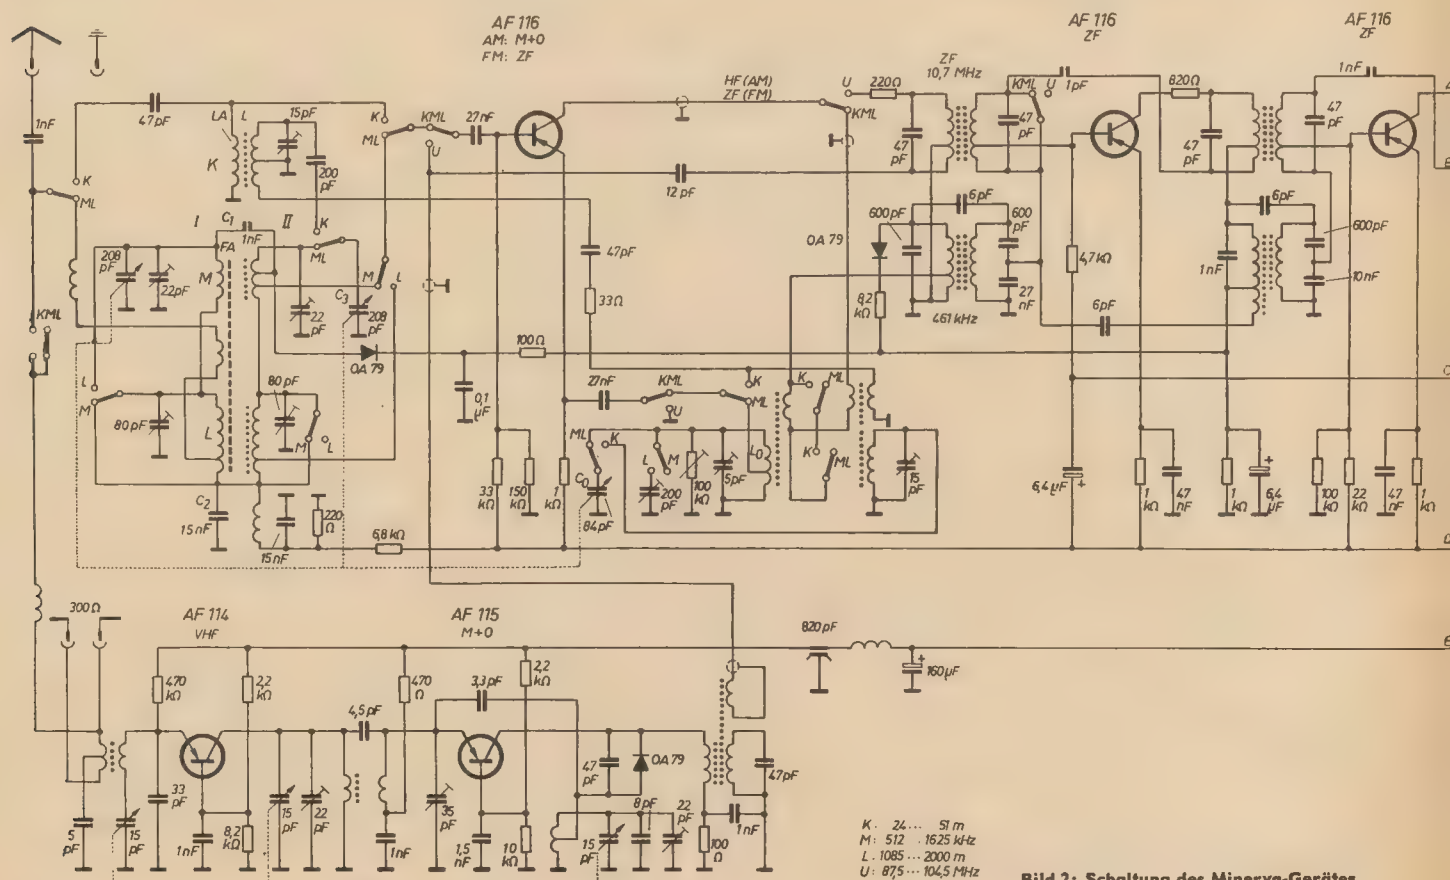 AF 116
AM: M+O
FM: ZF
AF 116
ZF
AF 116
ZF
1nF
47pF
LA L
K
15pF
200 pF
K
ML
K
ML
KML
U
27nF
HF (AM)
ZF (FM)
U
KML
220Ω
ZF
10,7 MHz
47 pF
47 pF
KML U
1pF
820Ω
47 pF
1nF
47 pF
12 pF
I
C1
1nF
II
FA
M
208 pF
22pF
K
ML
22 pF
C3
208 pF
M
L
47pF
33Ω
OA 79
600pF
8,2 kΩ
6pF
600 pF
27 nF
461 kHz
4,7kΩ
6pF
1nF
6pF
600pF
10nF
KML
L
M
80pF
L
80 pF
M
L
OA 79
100Ω
0,1 µF
27nF
KML
U
K
ML
K
ML
K
ML
ML
K
C0
84pF
L
M
200 pF
100 kΩ
5pF
LO
15 pF
C2
15nF
15nF
220 Ω
6,8kΩ
33 kΩ
150 kΩ
1 kΩ
6,4µF
+
1 kΩ
47 nF
1 kΩ
+
6,4 µF
100 kΩ
22 kΩ
47 nF
1 kΩ
300Ω
AF 114
VHF
AF 115
M+O
820pF
+
160µF
470 kΩ
2,2 kΩ
470 Ω
3,3pF
2,2 kΩ
4,5pF
5 pF
15 pF
33 pF
1nF
8,2 kΩ
15 pF
22 pF
1nF
35 pF
1,5 nF
10 kΩ
47 pF
OA79
15 pF
8pF
22 pF
100 Ω
1nF
47pF
K: 24 ... 51 m
M: 512 . 1625 kHz
L: 1085 ... 2000 m
U: 87,5 ... 104,5 MHz
Bild 2: Schaltung des Minerva-Gerätes